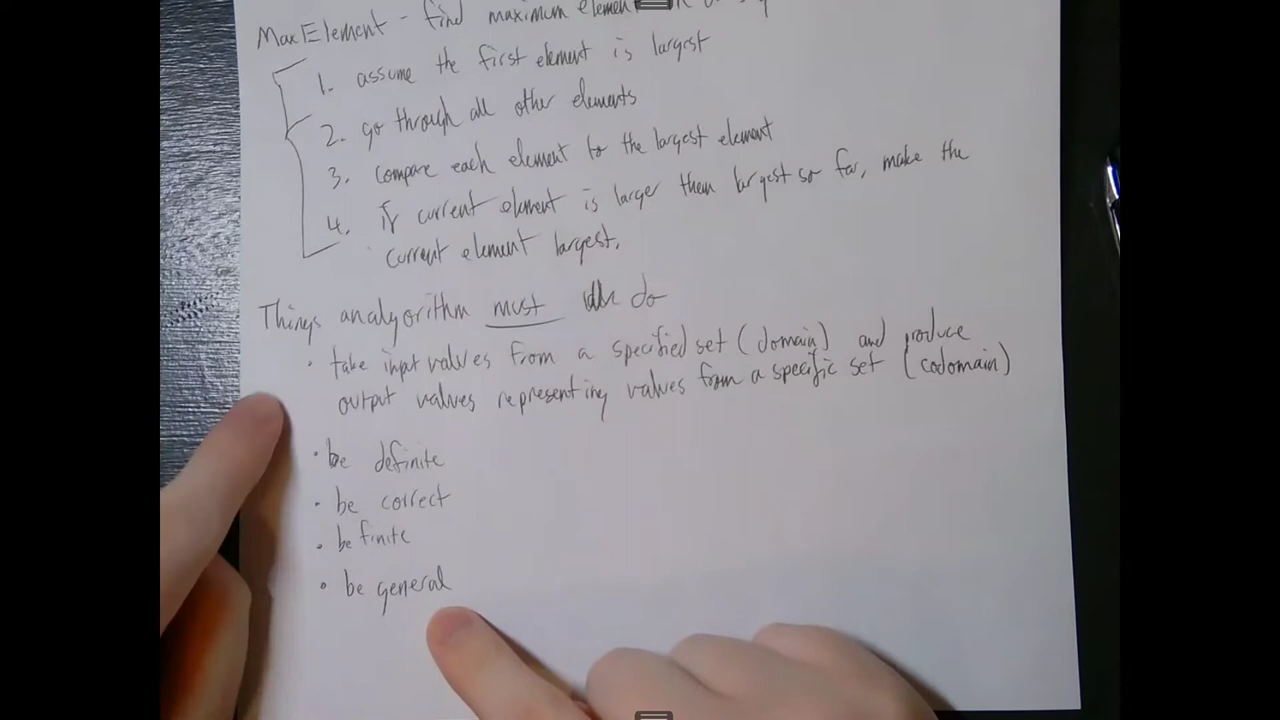 MaxElement - find maximum element
1. assume the first element is largest
2. go through all other elements
3. compare each element to the largest element
4. if current element is larger then largest so far, make the
current element largest.
Things analgorithm must do
• take input values from a specified set (domain) and produce
output values representing values from a specific set (codomain)
• be definite
• be correct
• be finite
• be general